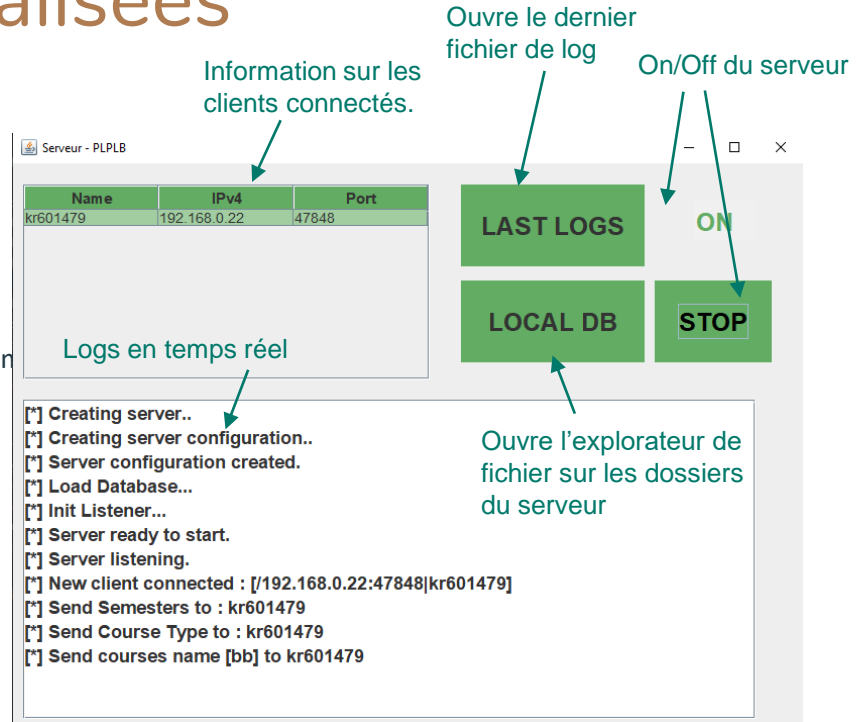 alisées
Ouvre le dernier
fichier de log
On/Off du serveur
Information sur les
clients connectés.
Serveur - PLPLB
Name IPv4 Port
kr601479 192.168.0.22 47848
LAST LOGS
ON
LOCAL DB
STOP
Logs en temps réel
[*] Creating server..
[*] Creating server configuration..
[*] Server configuration created.
[*] Load Database...
[*] Init Listener...
[*] Server ready to start.
[*] Server listening.
[*] New client connected : [/192.168.0.22:47848|kr601479]
[*] Send Semesters to : kr601479
[*] Send Course Type to : kr601479
[*] Send courses name [bb] to kr601479
Ouvre l’explorateur de
fichier sur les dossiers
du serveur